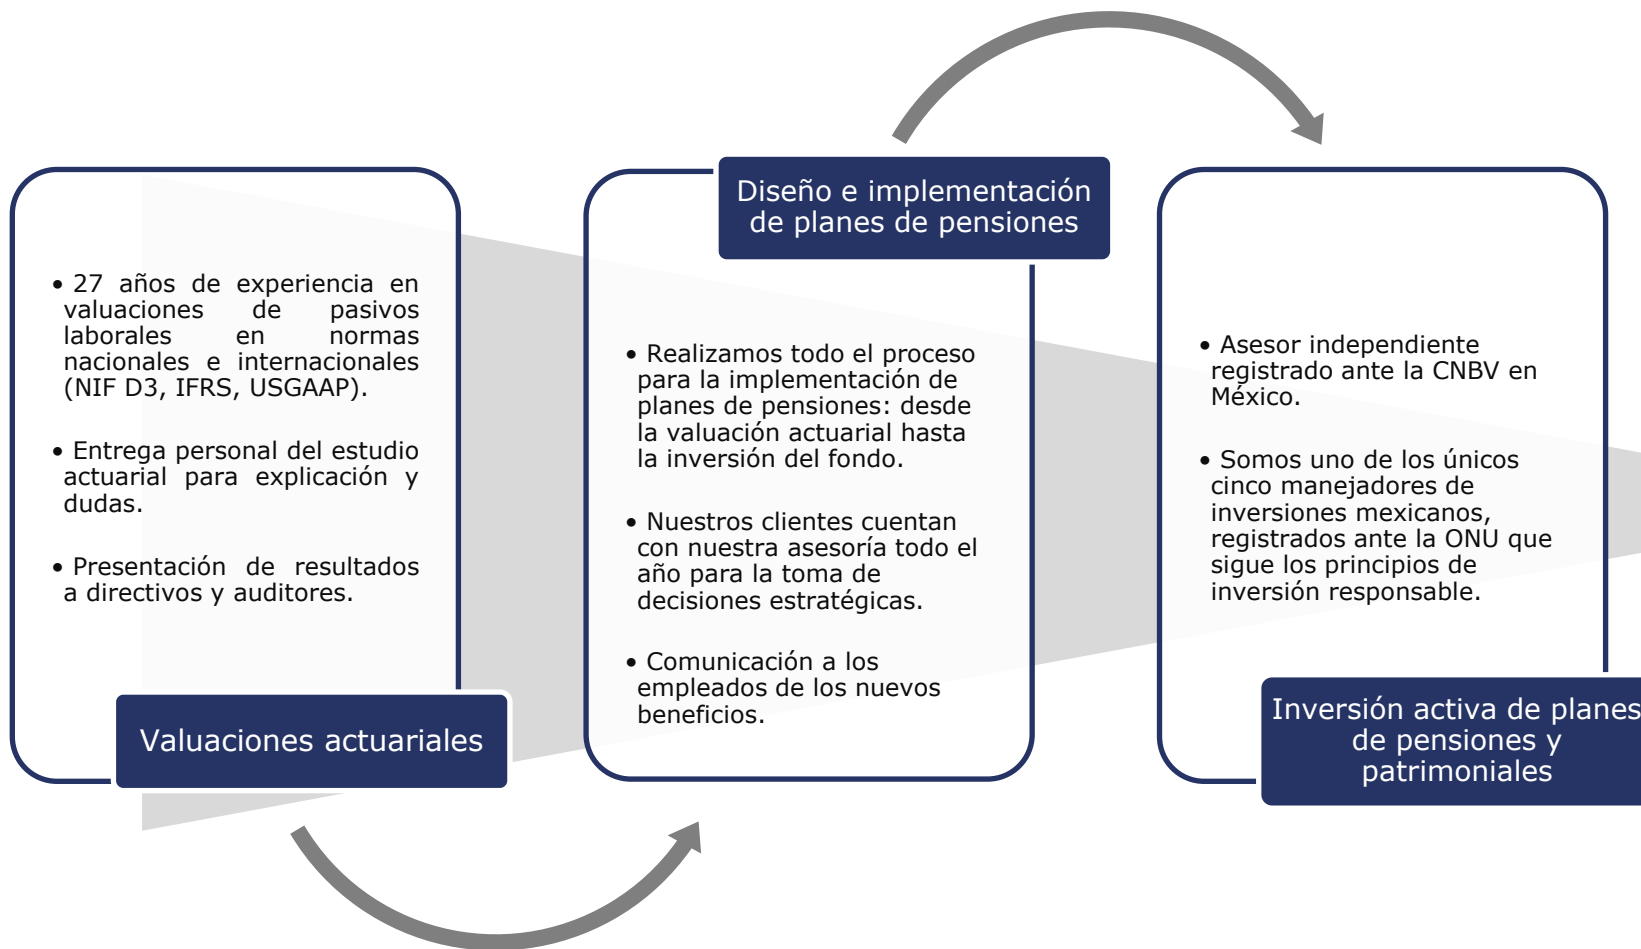 • 27 años de experiencia en
valuaciones de pasivos
laborales en normas
nacionales e internacionales
(NIF D3, IFRS, USGAAP).
• Entrega personal del estudio
actuarial para explicación y
dudas.
• Presentación de resultados
a directivos y auditores.
Valuaciones actuariales
Diseño e implementación
de planes de pensiones
• Realizamos todo el proceso
para la implementación de
planes de pensiones: desde
la valuación actuarial hasta
la inversión del fondo.
• Nuestros clientes cuentan
con nuestra asesoría todo el
año para la toma de
decisiones estratégicas.
• Comunicación a los
empleados de los nuevos
beneficios.
• Asesor independiente
registrado ante la CNBV en
México.
• Somos uno de los únicos
cinco manejadores de
inversiones mexicanos,
registrados ante la ONU que
sigue los principios de
inversión responsable.
Inversión activa de planes
de pensiones y
patrimoniales